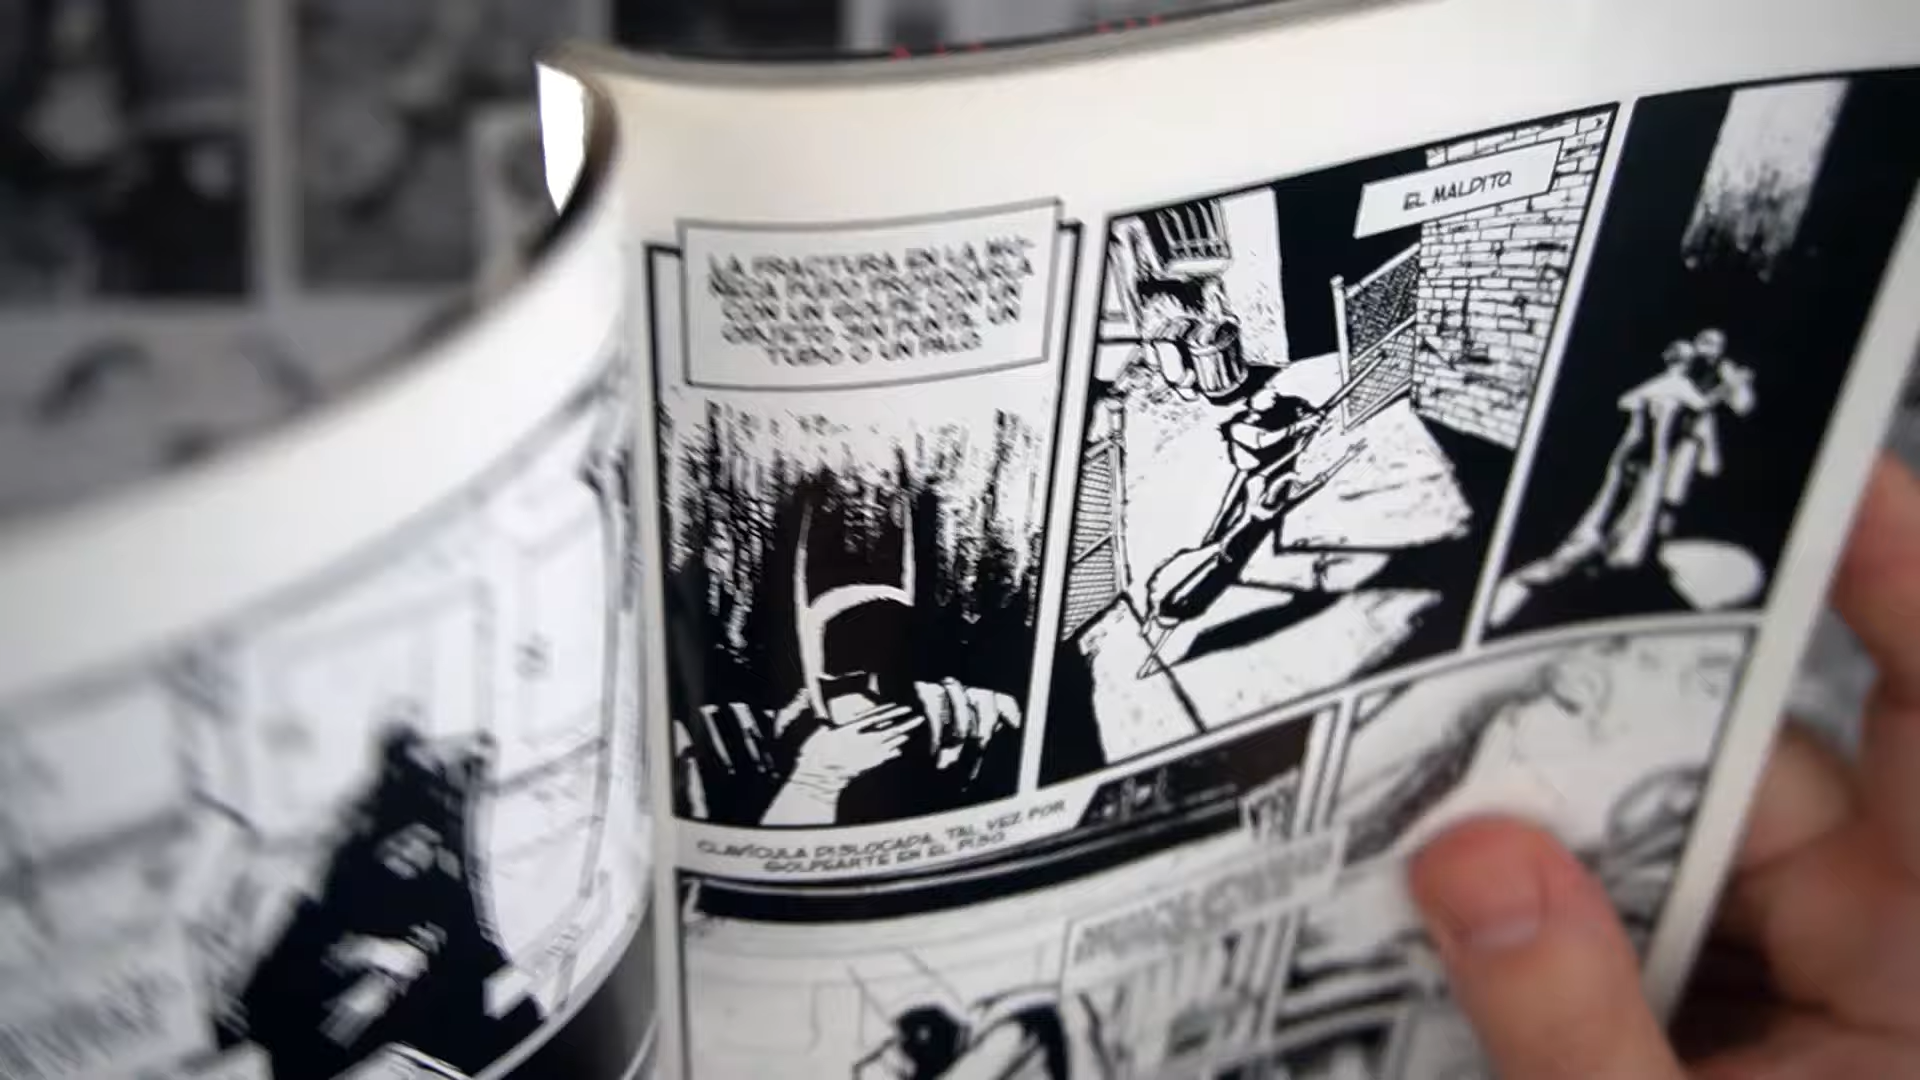 LA FRACTURA EN LA MU-
ÑECA PUDO PRODUCIRLA
CON UN GOLPE CON UN
OBJETO SIN PUNTA, UN
TUBO O UN PALO
EL MALDITO.
CLAVÍCULA DISLOCADA, TAL VEZ POR
GOLPEARTE EN EL PISO